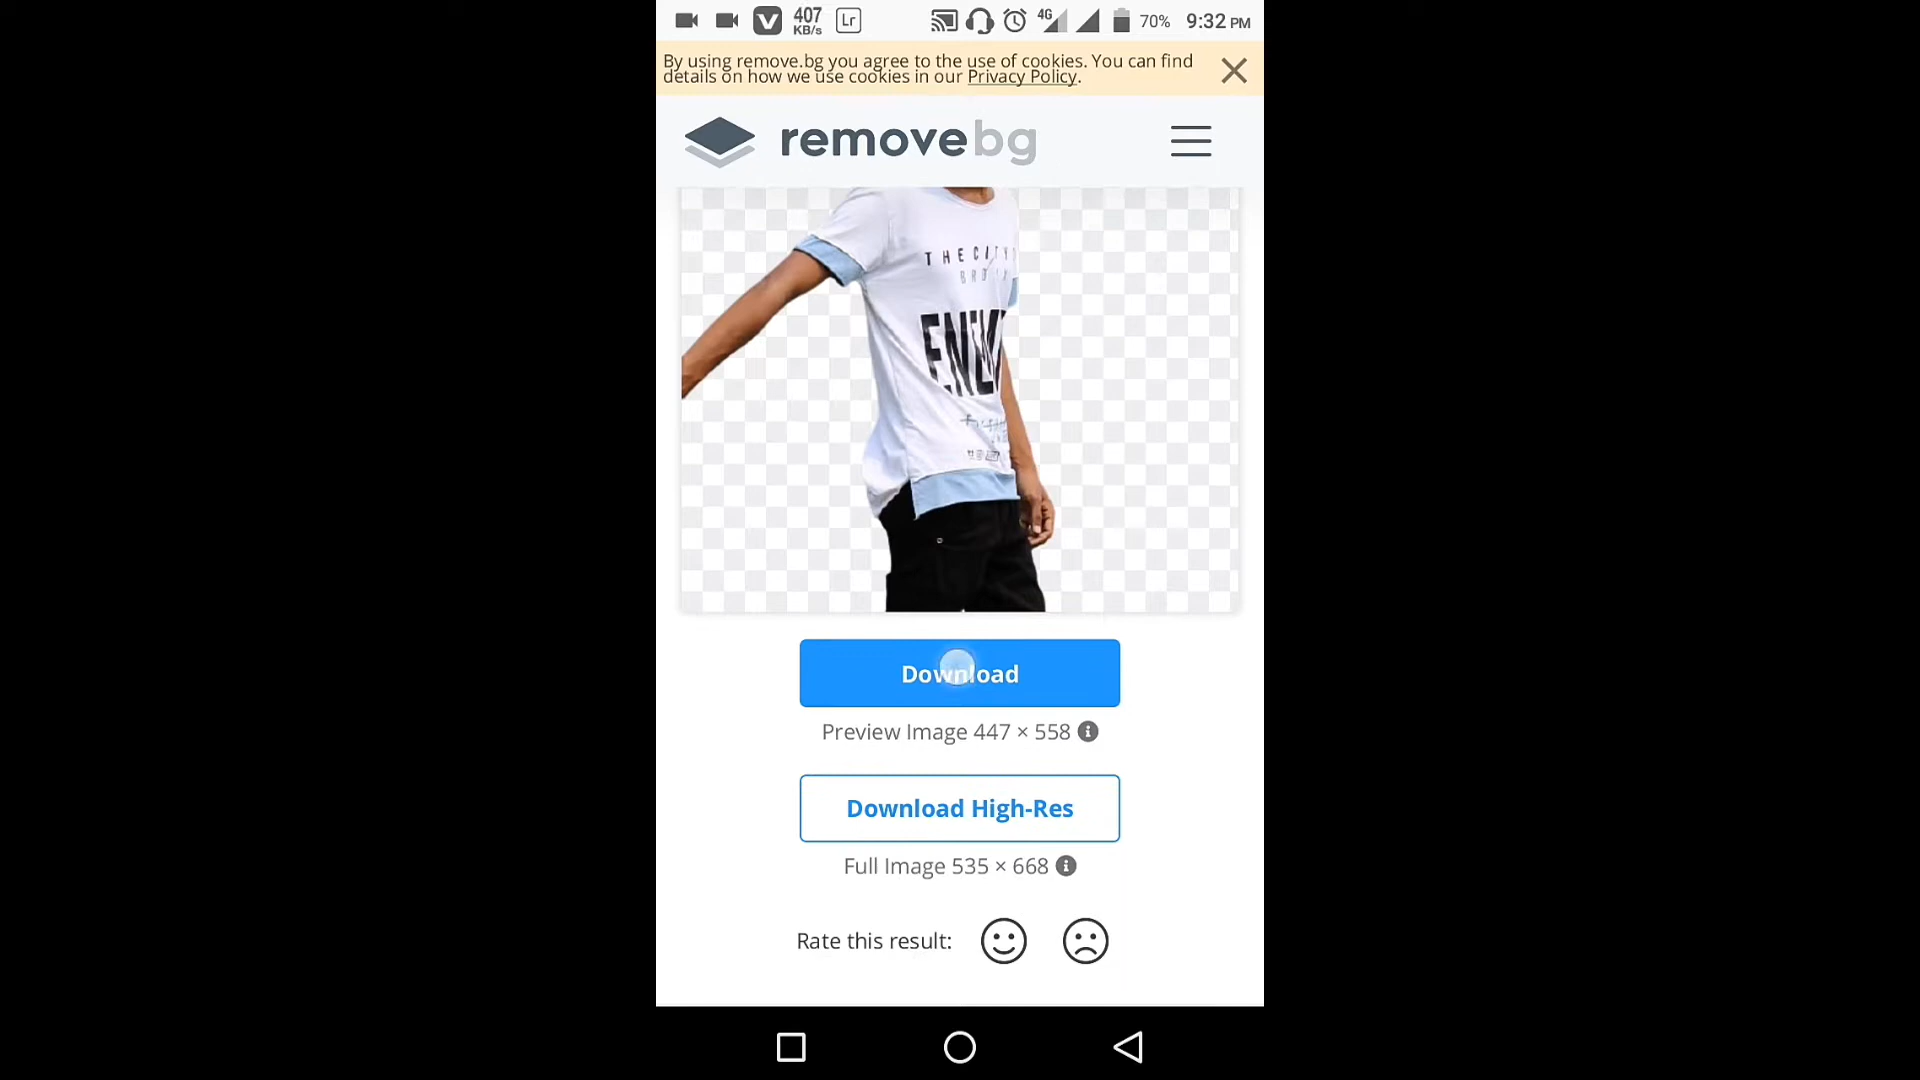 407
KB/s
Lr
4G
70%
9:32 PM
By using remove.bg you agree to the use of cookies. You can find
details on how we use cookies in our Privacy Policy.
removebg
THE CITY
ENEM
Download
Preview Image 447 × 558
Download High-Res
Full Image 535 × 668
Rate this result: